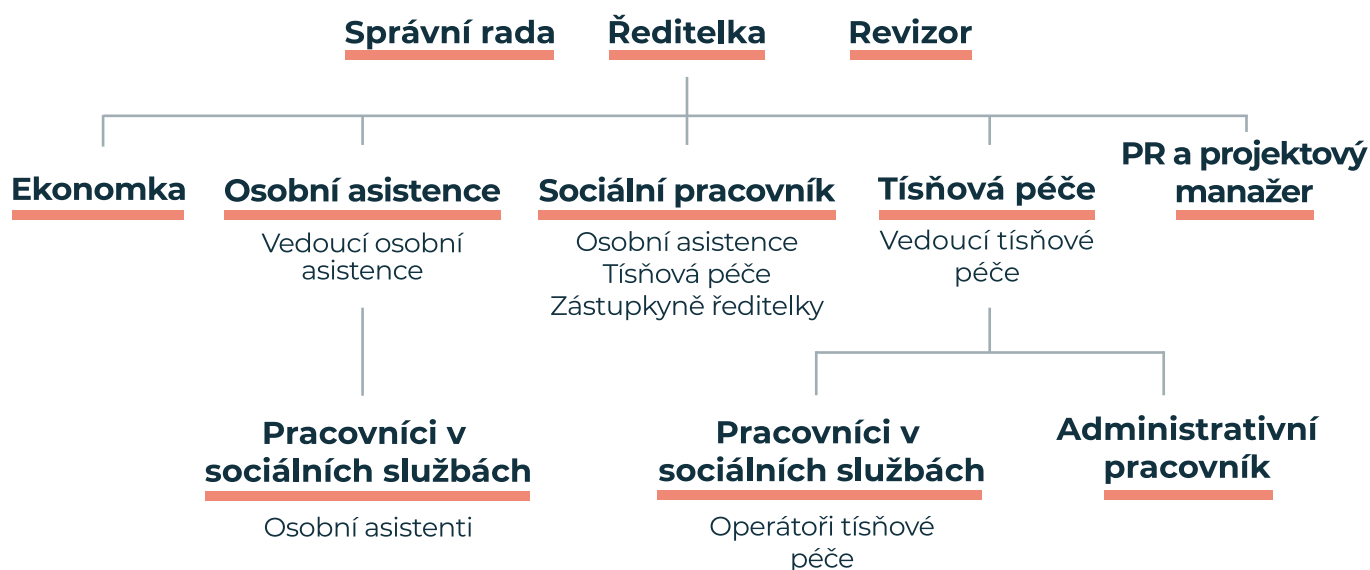 Správní rada
Ředitelka
Revizor
Ekonomka
Osobní asistence
Vedoucí osobní
asistence
Sociální pracovník
Osobní asistence
Tísňová péče
Zástupkyně ředitelky
Tísňová péče
Vedoucí tísňové
péče
PR a projektový
manažer
Pracovníci v
sociálních službách
Osobní asistenti
Pracovníci v
sociálních službách
Operátoři tísňové
péče
Administrativní
pracovník